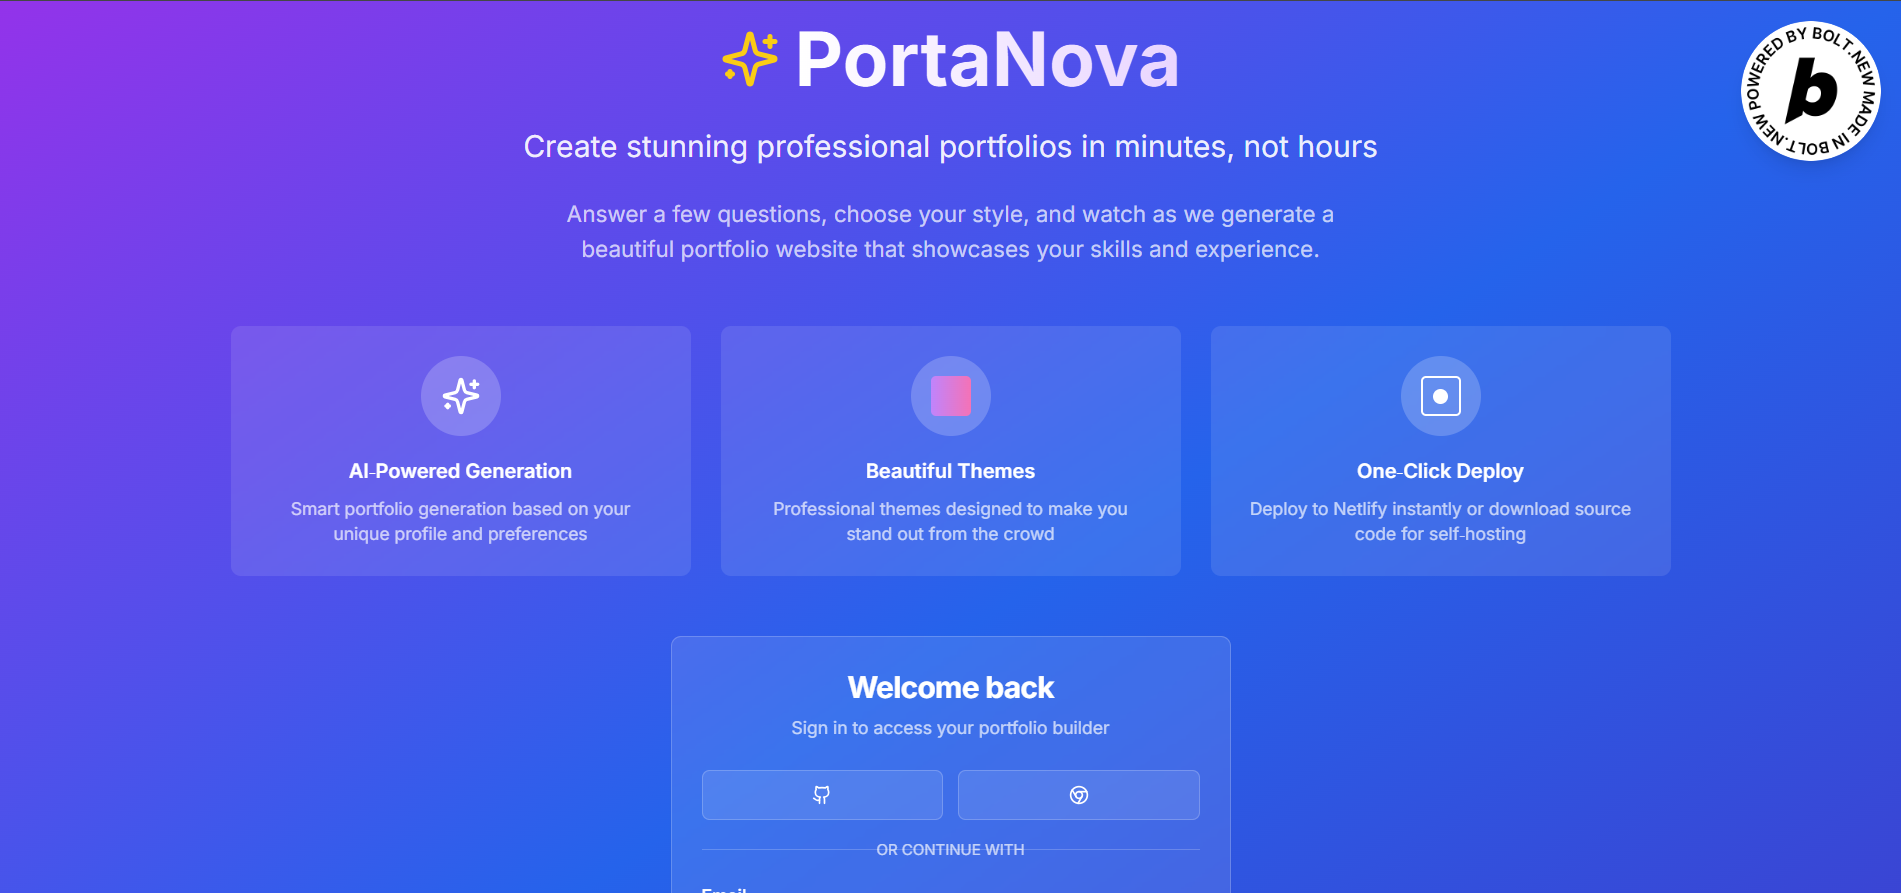 PortaNova
POWERED BY BOLT.NEW MADE IN BOLT.NEW
Create stunning professional portfolios in minutes, not hours
Answer a few questions, choose your style, and watch as we generate a
beautiful portfolio website that showcases your skills and experience.
AI-Powered Generation
Smart portfolio generation based on your
unique profile and preferences
Beautiful Themes
Professional themes designed to make you
stand out from the crowd
One-Click Deploy
Deploy to Netlify instantly or download source
code for self-hosting
Welcome back
Sign in to access your portfolio builder
OR CONTINUE WITH
Email